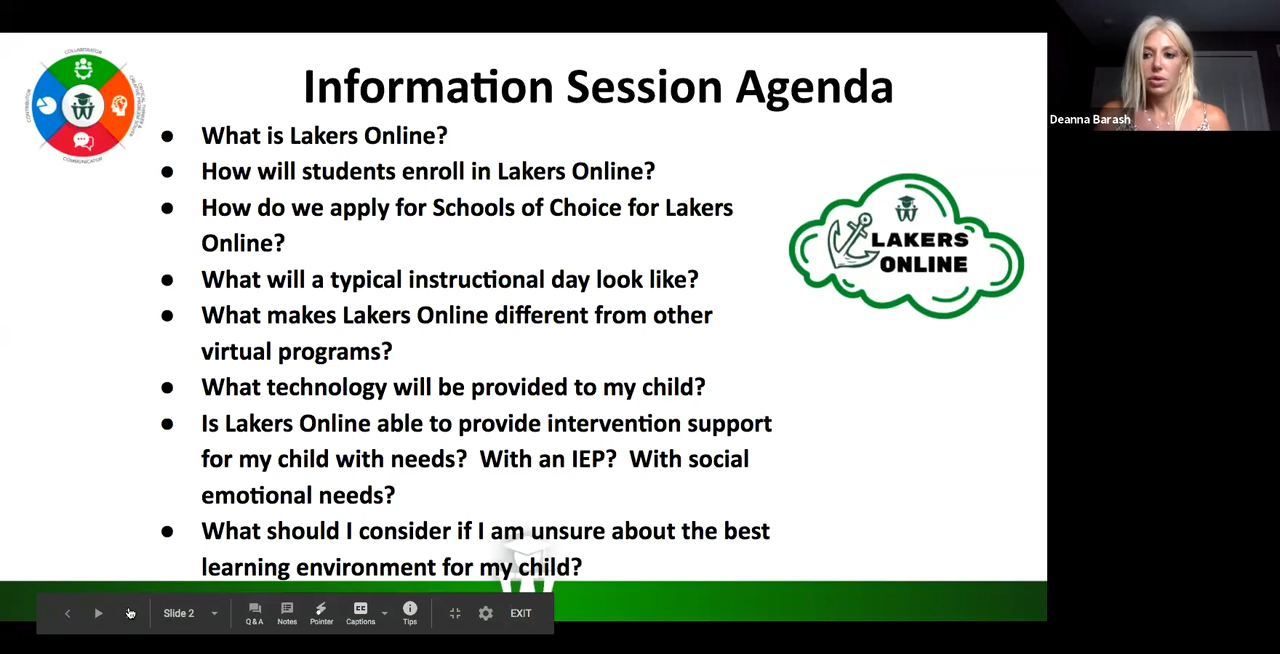 COLLABORATOR
CONTRIBUTOR
COMMUNICATOR
Information Session Agenda
Deanna Barash
● What is Lakers Online?
● How will students enroll in Lakers Online?
● How do we apply for Schools of Choice for Lakers
Online?
LAKERS
ONLINE
● What will a typical instructional day look like?
● What makes Lakers Online different from other
virtual programs?
● What technology will be provided to my child?
● Is Lakers Online able to provide intervention support
for my child with needs? With an IEP? With social
emotional needs?
● What should I consider if I am unsure about the best
learning environment for my child?
Slide 2
Q & A
Notes
Pointer
CC
Captions
Tips
EXIT